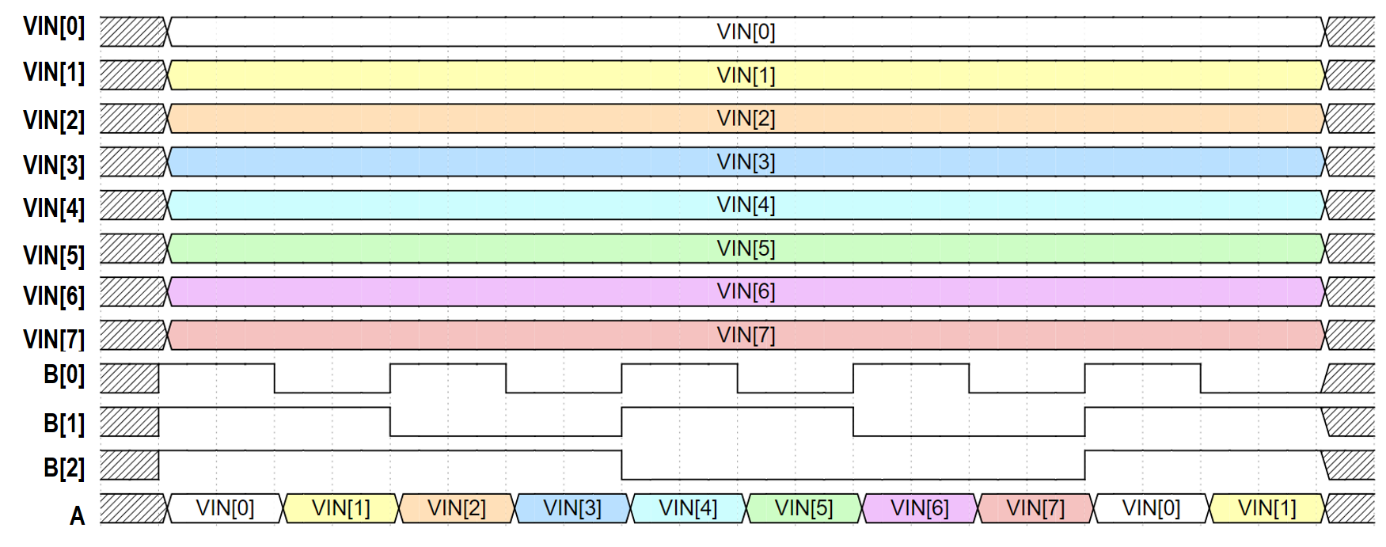 VIN[0] VIN[0]
VIN[1] VIN[1]
VIN[2] VIN[2]
VIN[3] VIN[3]
VIN[4] VIN[4]
VIN[5] VIN[5]
VIN[6] VIN[6]
VIN[7] VIN[7]
B[0]
B[1]
B[2]
A VIN[0] VIN[1] VIN[2] VIN[3] VIN[4] VIN[5] VIN[6] VIN[7] VIN[0] VIN[1]